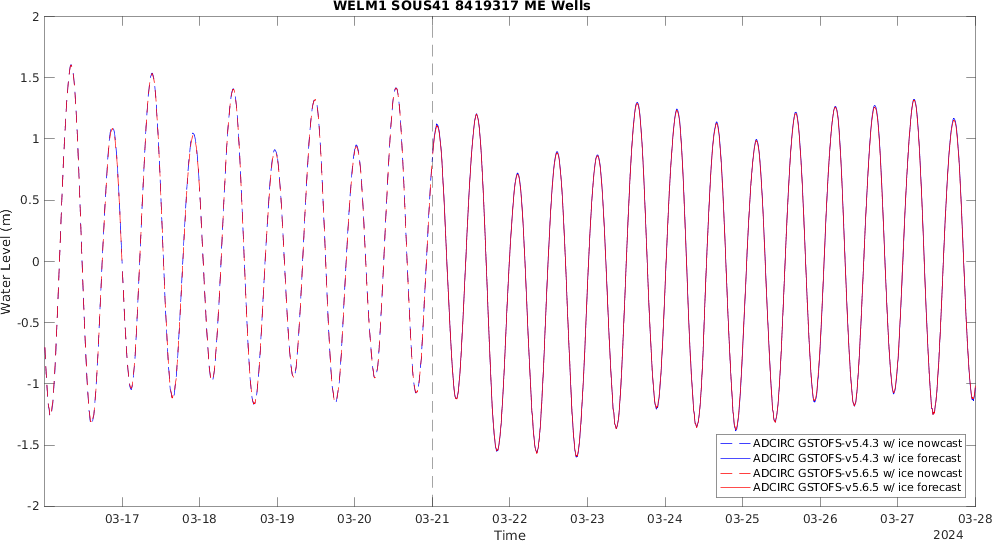 WELM1 SOUS41 8419317 ME Wells
2
1.5
1
0.5
0
-0.5
-1
-1.5
-2
Water Level (m)
ADCIRC GSTOFS-v5.4.3 w/ ice nowcast
ADCIRC GSTOFS-v5.4.3 w/ ice forecast
ADCIRC GSTOFS-v5.6.5 w/ ice nowcast
ADCIRC GSTOFS-v5.6.5 w/ ice forecast
03-17 03-18 03-19 03-20 03-21 03-22 03-23 03-24 03-25 03-26 03-27 03-28
Time
2024